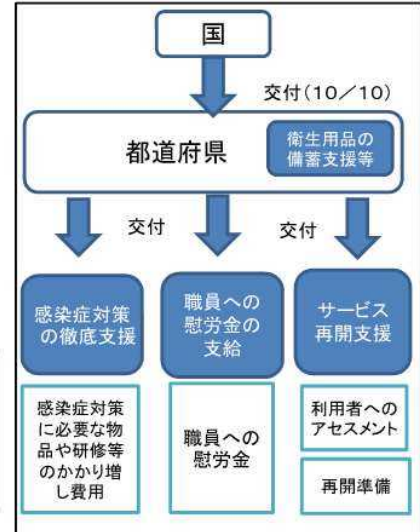 国
交付(10/10)
都道府県
衛生用品の
備蓄支援等
交付
交付
感染症対策
の徹底支援
職員への
慰労金の
支給
サービス
再開支援
感染症対策
に必要な物
品や研修等
のかかり増
し費用
職員への
慰労金
利用者への
アセスメント
再開準備